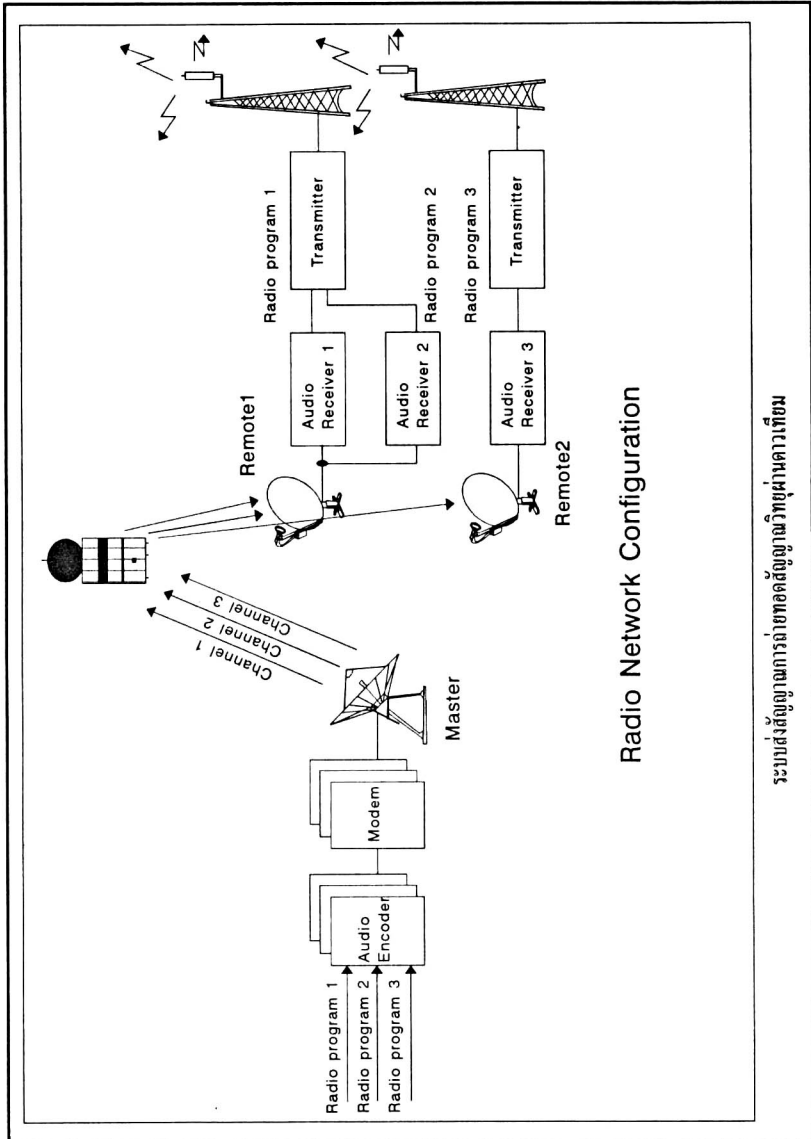 Radio program 1
Radio program 2
Radio program 3
Audio
Encoder
Modem
Master
Channel 1
Channel 2
Channel 3
Remote1
Audio
Receiver 1
Audio
Receiver 2
Radio program 1
Transmitter
Radio program 2
Remote2
Audio
Receiver 3
Radio program 3
Transmitter
Radio Network Configuration
ระบบส่งสัญญาณการถ่ายทอดสัญญาณวิทยุผ่านดาวเทียม